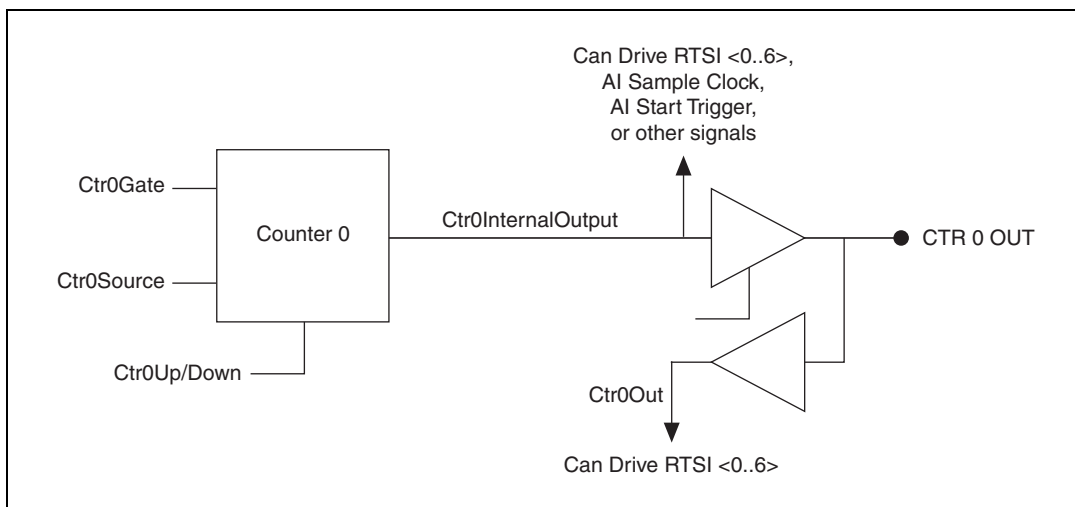 Can Drive RTSI <0..6>,
AI Sample Clock,
AI Start Trigger,
or other signals
Ctr0Gate
Counter 0
Ctr0InternalOutput
CTR 0 OUT
Ctr0Source
Ctr0Up/Down
Ctr0Out
Can Drive RTSI <0..6>